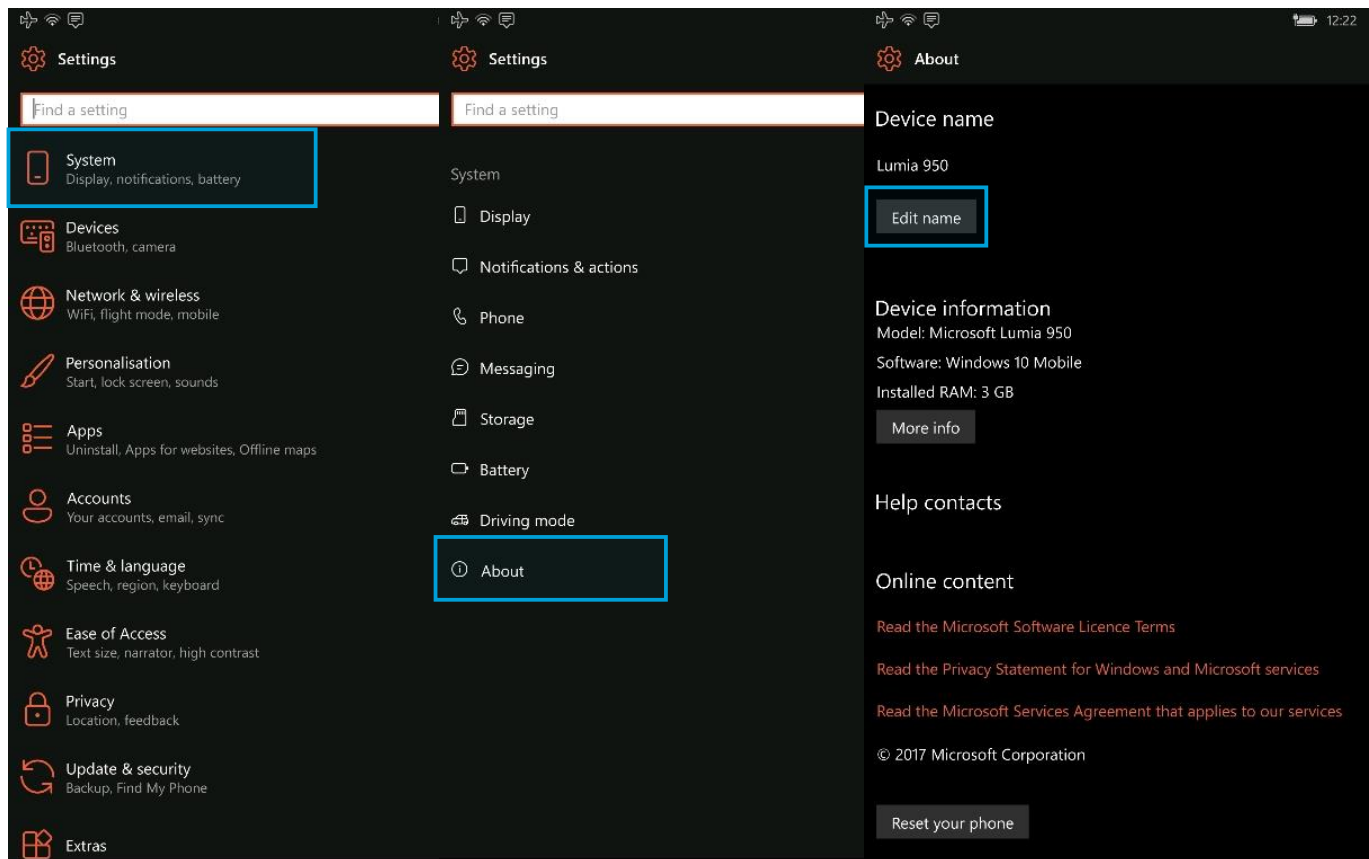 Settings
Find a setting
System
Display, notifications, battery
Devices
Bluetooth, camera
Network & wireless
WiFi, flight mode, mobile
Personalisation
Start, lock screen, sounds
Apps
Uninstall, Apps for websites, Offline maps
Accounts
Your accounts, email, sync
Time & language
Speech, region, keyboard
Ease of Access
Text size, narrator, high contrast
Privacy
Location, feedback
Update & security
Backup, Find My Phone
Extras
Settings
Find a setting
System
Display
Notifications & actions
Phone
Messaging
Storage
Battery
Driving mode
About
12:22
About
Device name
Lumia 950
Edit name
Device information
Model: Microsoft Lumia 950
Software: Windows 10 Mobile
Installed RAM: 3 GB
More info
Help contacts
Online content
Read the Microsoft Software Licence Terms
Read the Privacy Statement for Windows and Microsoft services
Read the Microsoft Services Agreement that applies to our services
© 2017 Microsoft Corporation
Reset your phone